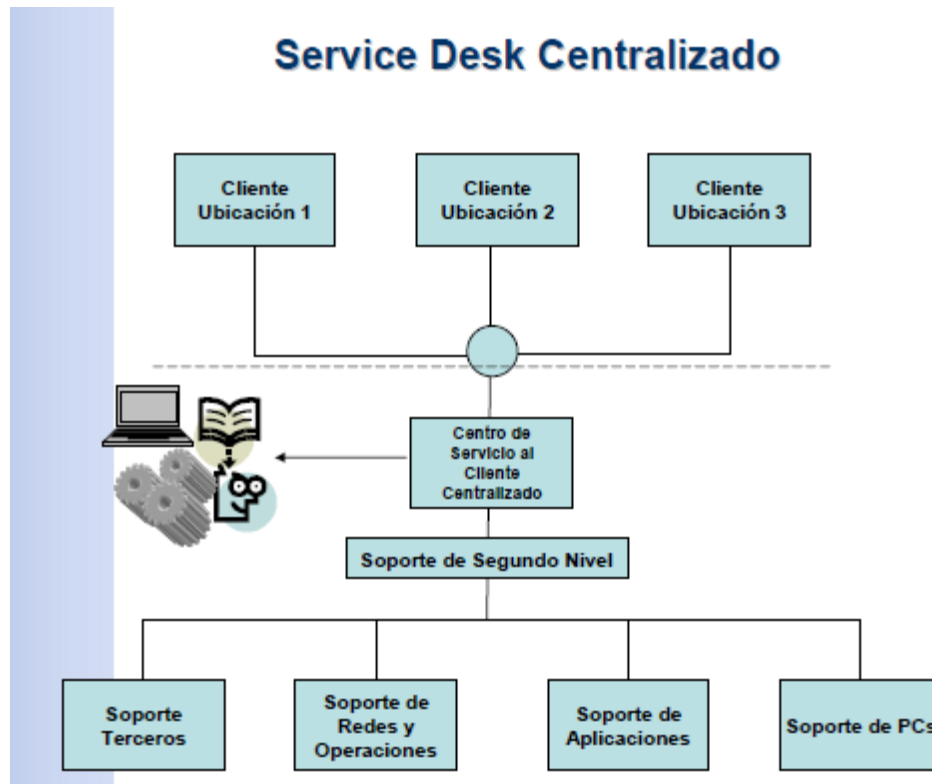 Service Desk Centralizado
Cliente
Ubicación 1
Cliente
Ubicación 2
Cliente
Ubicación 3
Centro de
Servicio al
Cliente
Centralizado
Soporte de Segundo Nivel
Soporte
Terceros
Soporte de
Redes y
Operaciones
Soporte de
Aplicaciones
Soporte de PCs